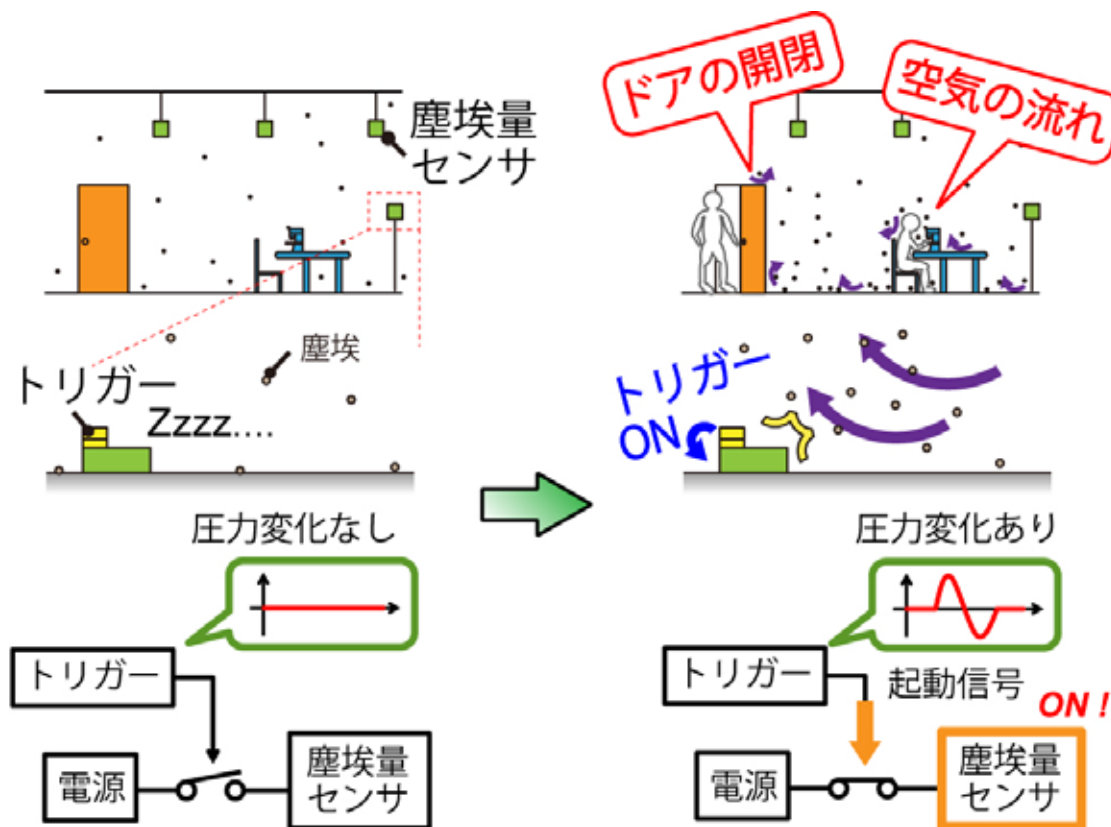 塵埃量
センサ
塵埃
トリガー
Zzzz....
圧力変化なし
トリガー
電源
塵埃量
センサ
ドアの開閉
空気の流れ
トリガー
ON
圧力変化あり
トリガー
起動信号
ON !
電源
塵埃量
センサ